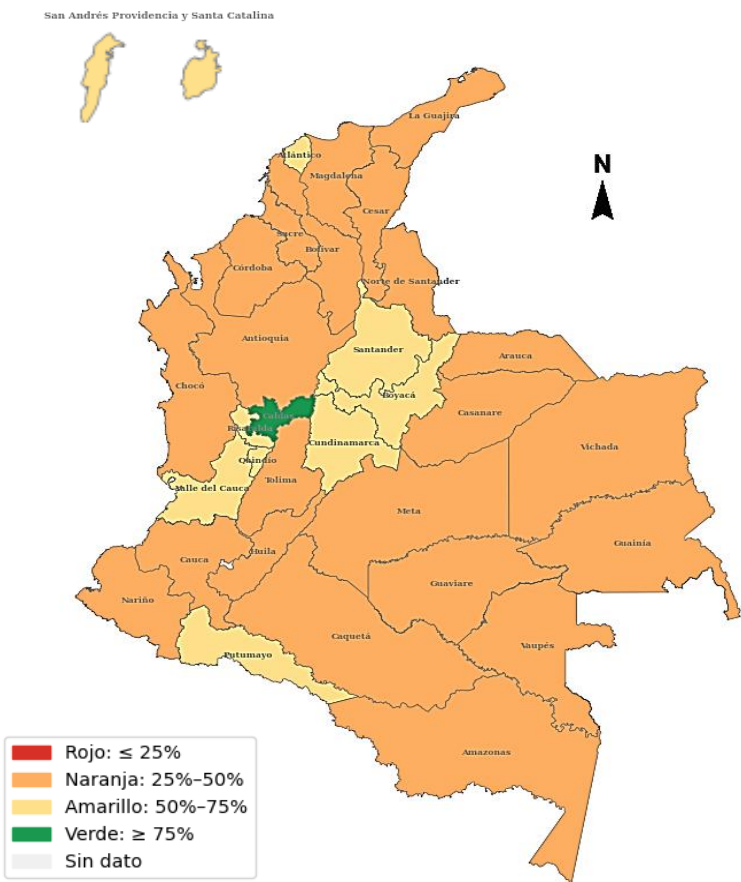 San Andrés Providencia y Santa Catalina
La Guajira
Atlántico
N
Magdalena
Cesar
Sucre
Bolívar
Córdoba
Norte de Santander
Antioquia
Santander
Arauca
Chocó
Boyacá
Casanare
Caldas
Risaralda
Cundinamarca
Vichada
Quindío
Tolima
Valle del Cauca
Meta
Guainía
Huila
Cauca
Guaviare
Nariño
Caquetá
Vaupés
Putumayo
Amazonas
Rojo: ≤ 25%
Naranja: 25%–50%
Amarillo: 50%–75%
Verde: ≥ 75%
Sin dato